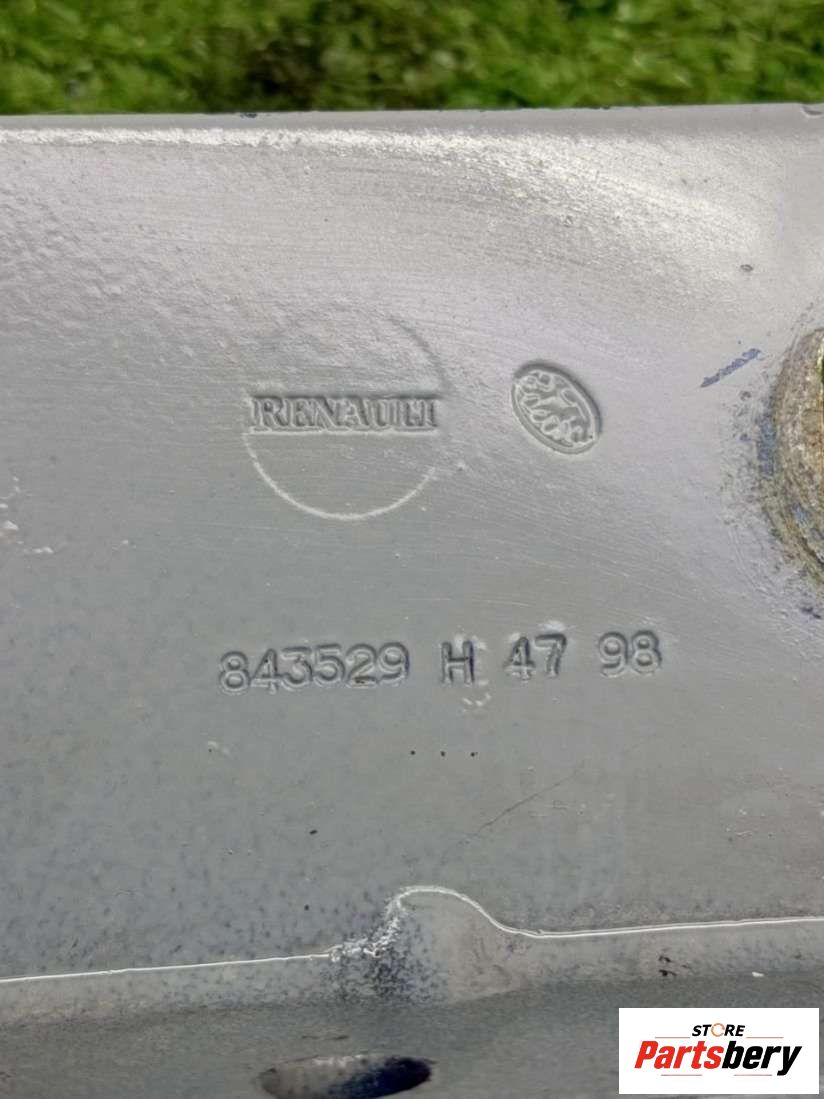 RENAULT
843529 H 47 98
STORE
Partsbery